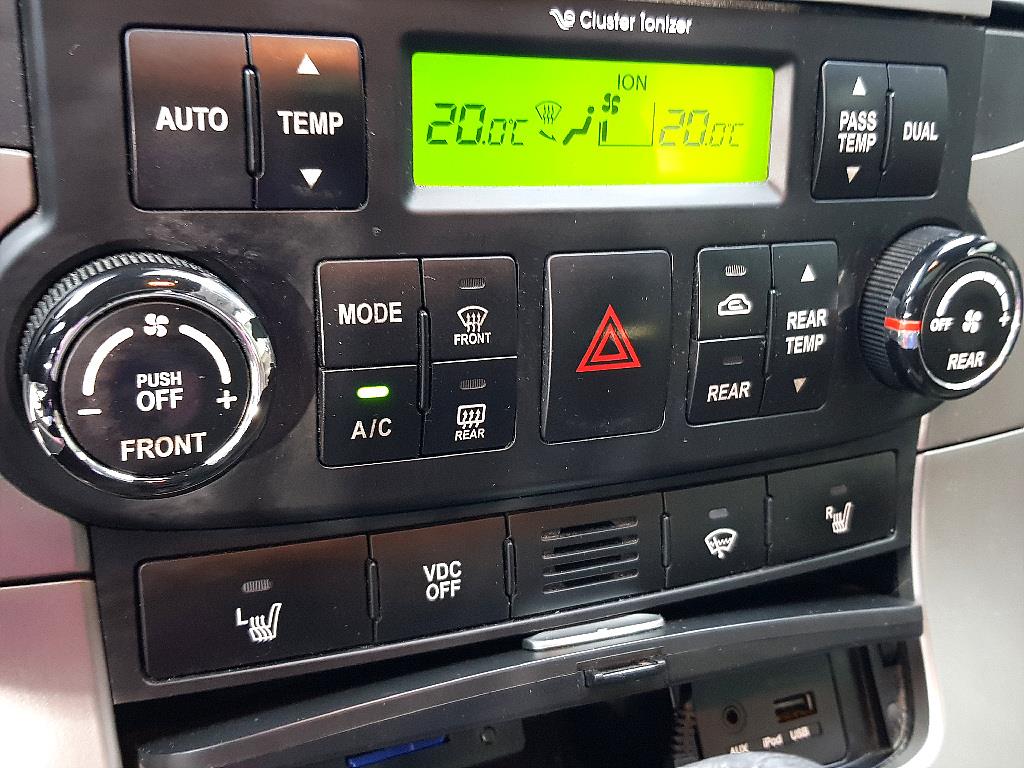 Cluster Ionizer
AUTO
TEMP
ION
20.0°C
20.0°C
PASS
TEMP
DUAL
PUSH
OFF
- +
FRONT
MODE
FRONT
A/C
REAR
REAR
REAR
TEMP
OFF +
REAR
L
VDC
OFF
R
AUX iPod USB